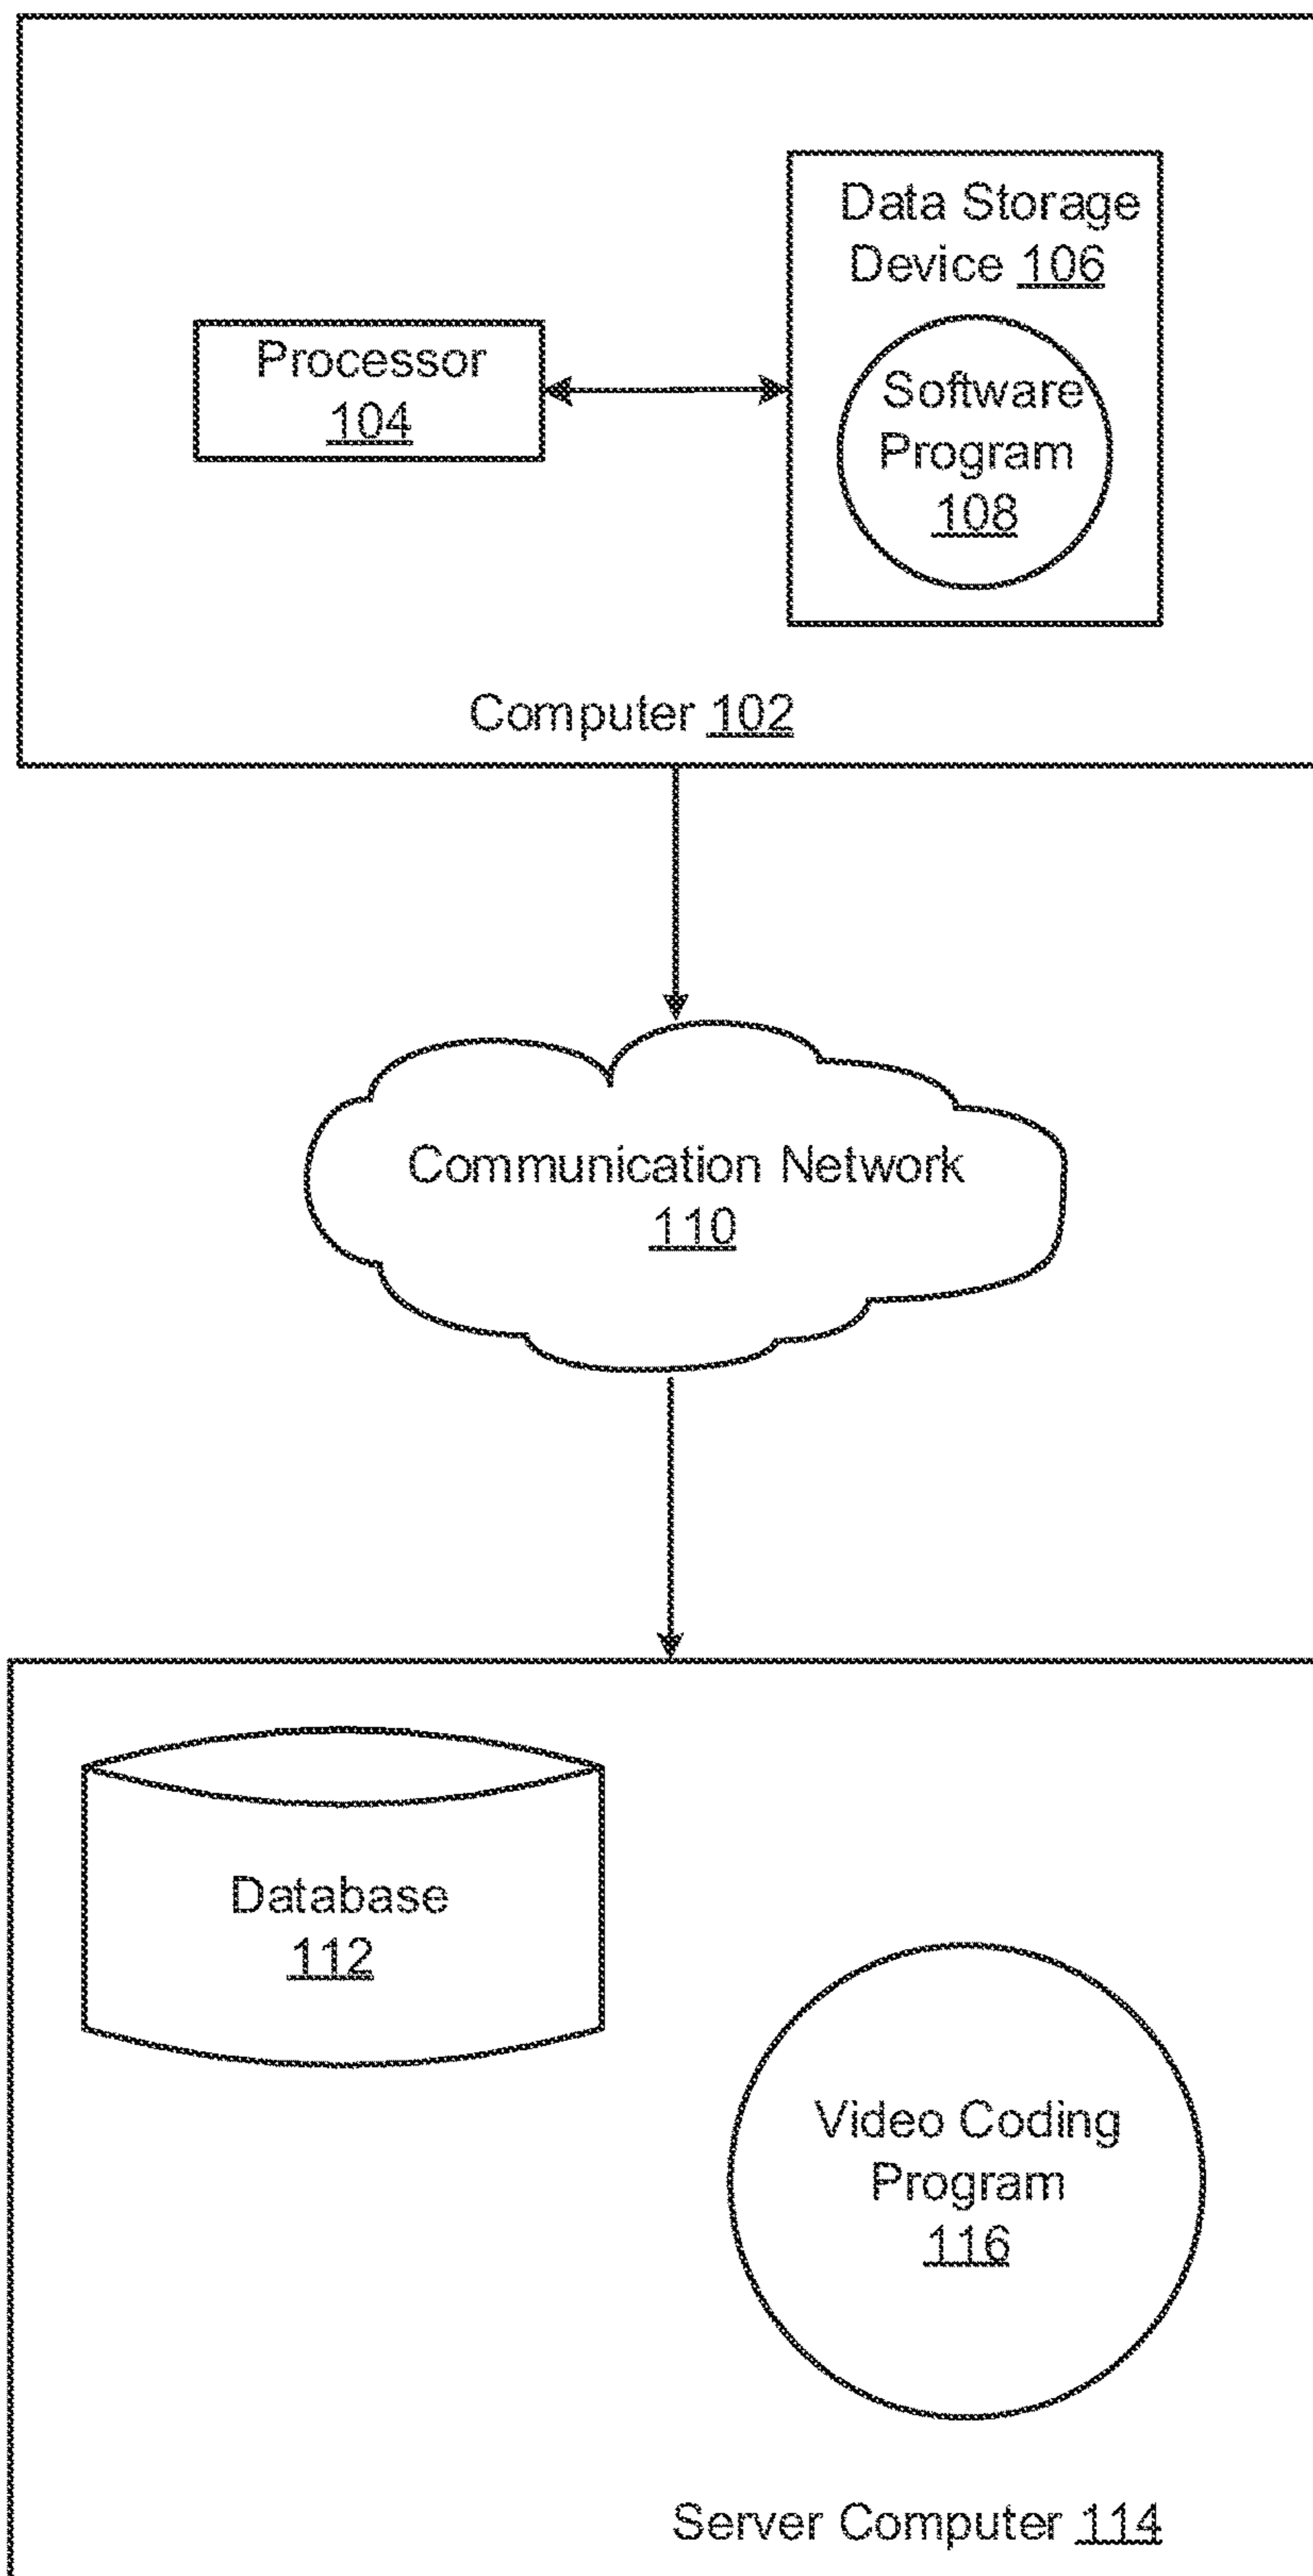 Data Storage
Device 106
Processor
104
Software
Program
108
Computer 102
Communication Network
110
Database
112
Video Coding
Program
116
Server Computer 114